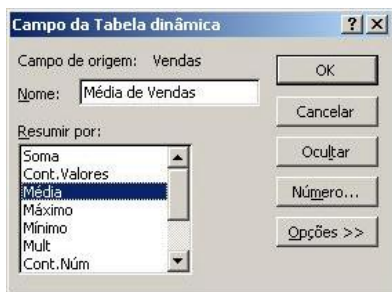 Campo da Tabela dinâmica
Campo de origem: Vendas
Nome: Média de Vendas
Resumir por:
Soma
Cont.Valores
Média
Máximo
Mínimo
Mult
Cont.Núm
OK
Cancelar
Ocultar
Número...
Opções >>